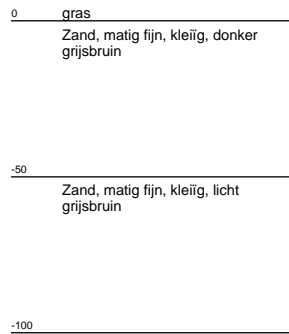 0 gras
Zand, matig fijn, kleiïg, donker
grijsbruin
-50
Zand, matig fijn, kleiïg, licht
grijsbruin
-100